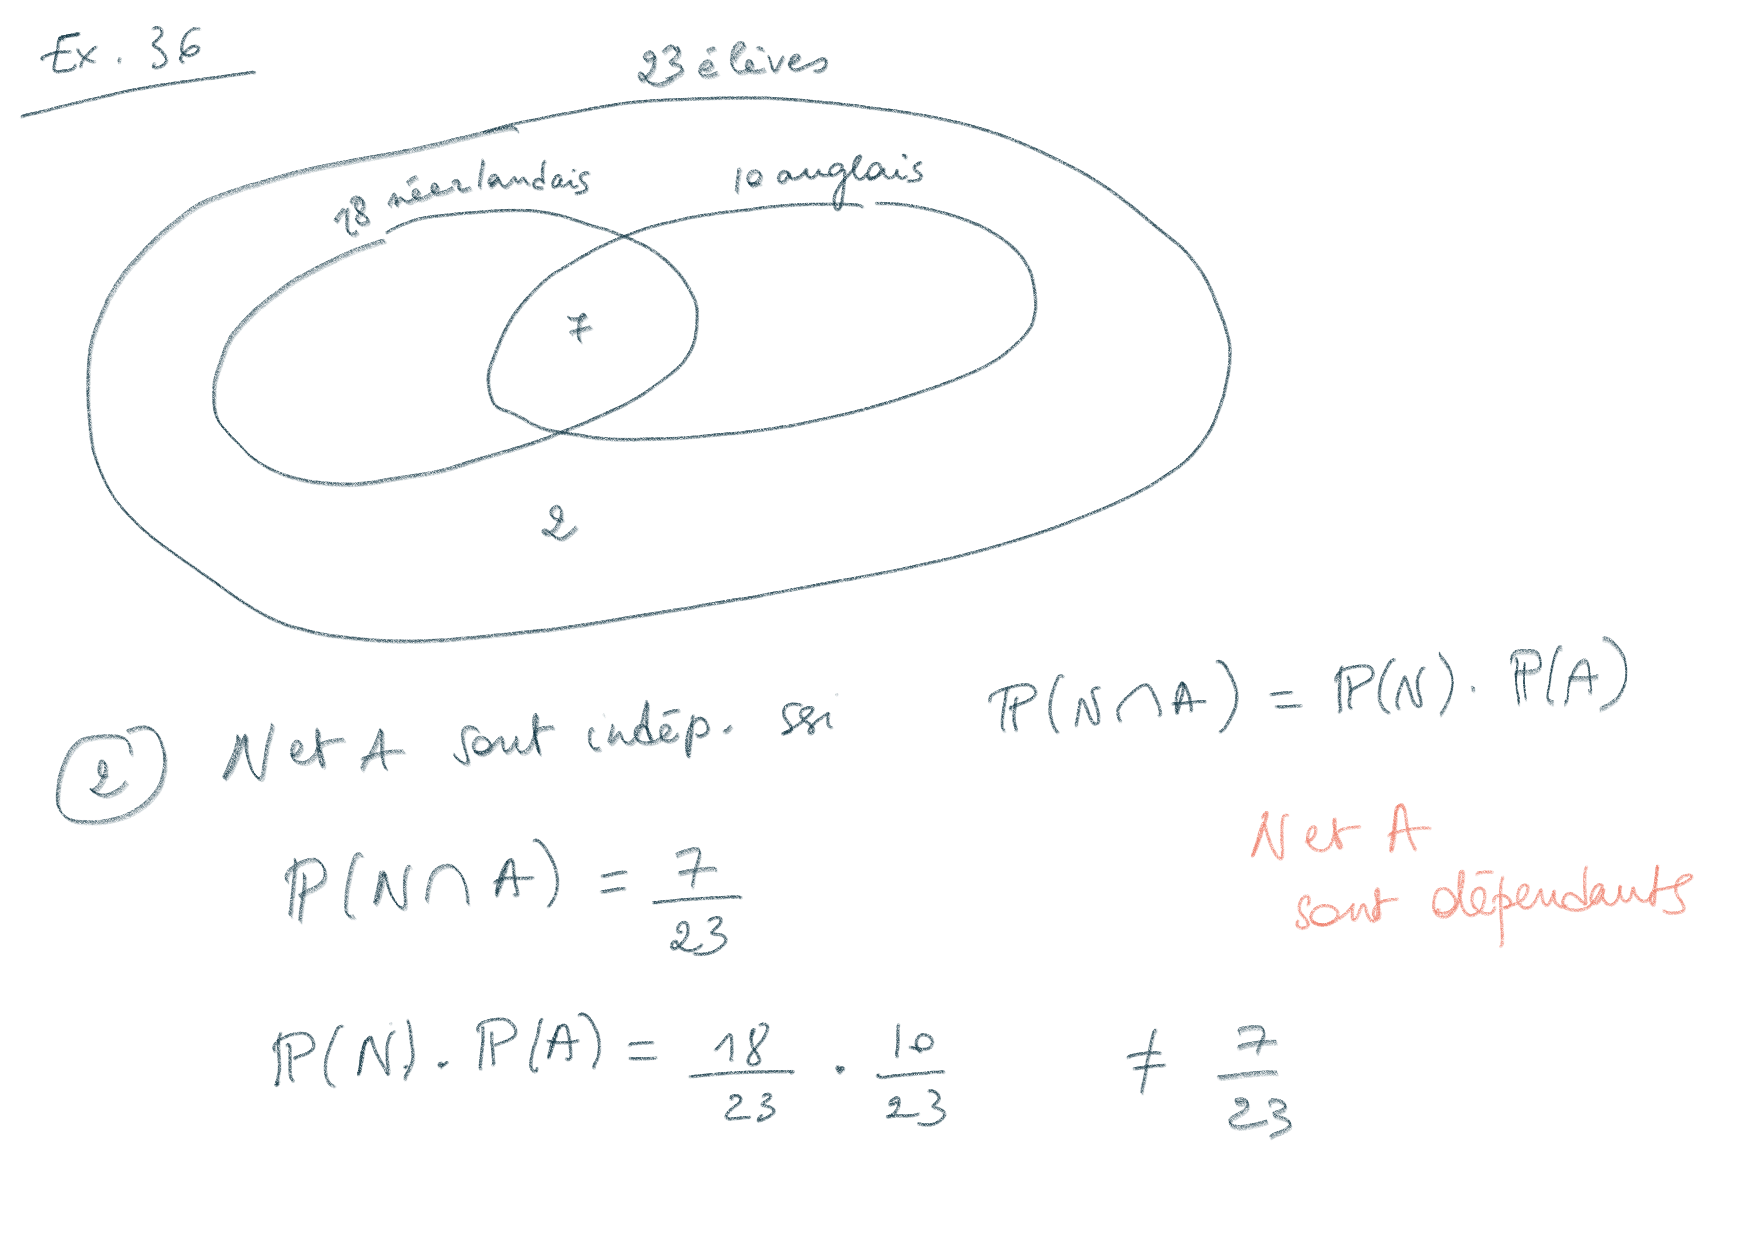 Ex. 36
23 élèves
18 néerlandais
10 anglais
7
2
② N et A sont indép. ssi ℙ(N∩A) = ℙ(N). ℙ(A)
N et A
sont dépendants
ℙ(N∩A) = 7/23
ℙ(N). ℙ(A) = 18/23 . 10/23 ≠ 7/23